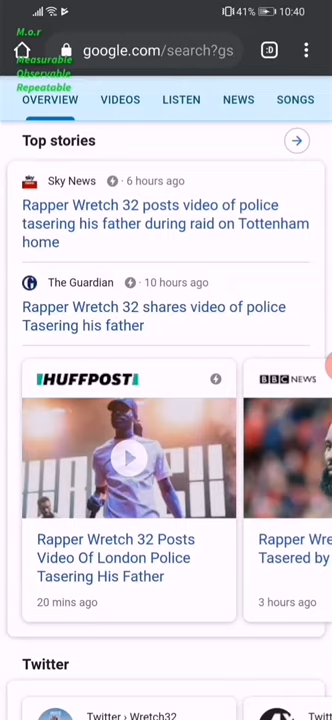 41% 10:40
M.o.r
google.com/search?gs
:D
Measurable
Observable
Repeatable
OVERVIEW VIDEOS LISTEN NEWS SONGS
Top stories
sky news
Sky News · 6 hours ago
Rapper Wretch 32 posts video of police
tasering his father during raid on Tottenham
home
The Guardian · 10 hours ago
Rapper Wretch 32 shares video of police
Tasering his father
HUFFPOST
BBC NEWS
Rapper Wretch 32 Posts
Video Of London Police
Tasering His Father
20 mins ago
Rapper Wre
Tasered by
3 hours ago
Twitter
Twitter › Wretch32
Twitt